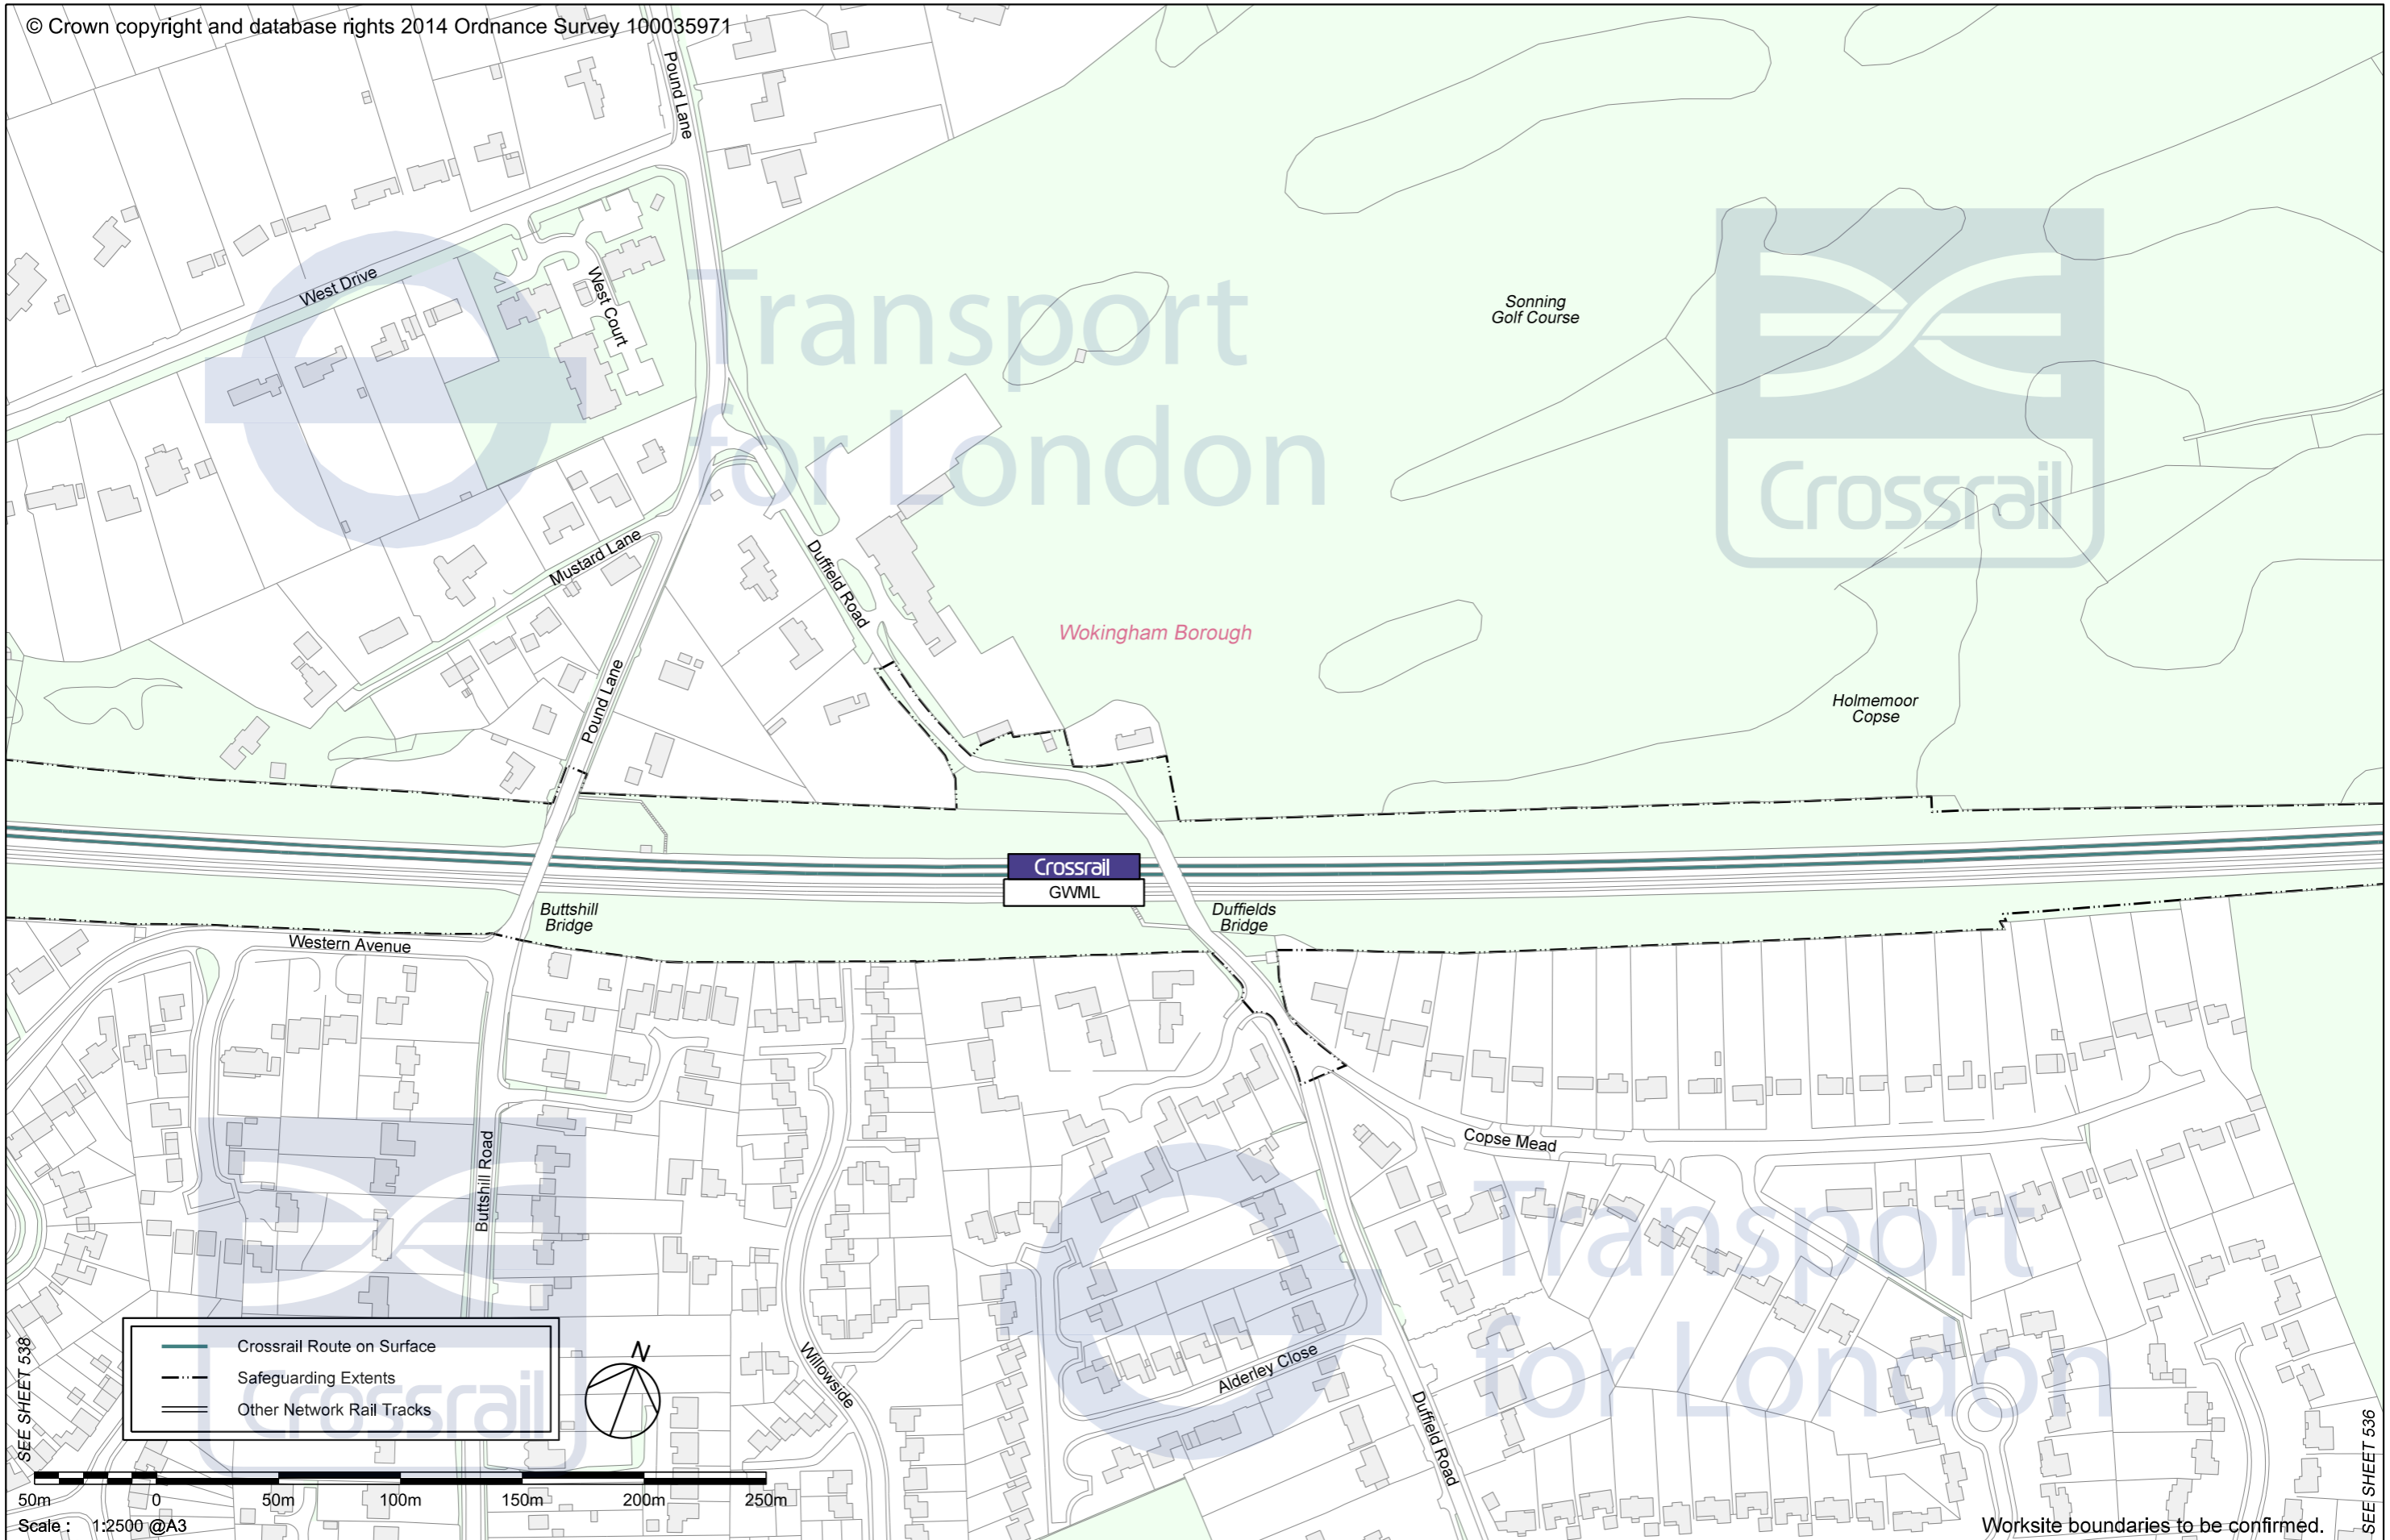 © Crown copyright and database rights 2014 Ordnance Survey 100035971
Pound Lane
West Drive
West Court
Transport
for London
Sonning
Golf Course
Crossrail
Mustard Lane
Duffield Road
Wokingham Borough
Pound Lane
Holmemoor
Copse
Crossrail
GWML
Buttshill
Bridge
Duffields
Bridge
Western Avenue
Buttshill Road
Copse Mead
Transport
for London
Willowside
Alderley Close
Duffield Road
Crossrail Route on Surface
Safeguarding Extents
Other Network Rail Tracks
Crossrail
N
SEE SHEET 538
SEE SHEET 536
50m 0 50m 100m 150m 200m 250m
Scale : 1:2500 @A3
Worksite boundaries to be confirmed.